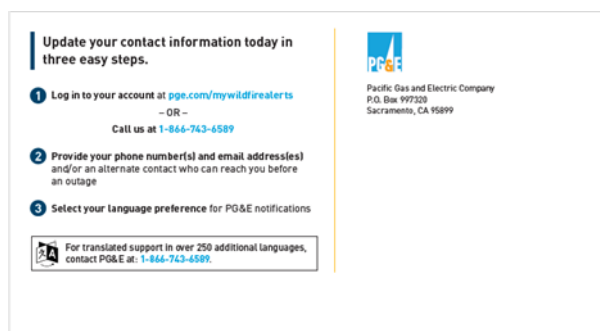 Update your contact information today in
three easy steps.
1 Log in to your account at pge.com/mywildfirealerts
– OR –
Call us at 1-866-743-6589
2 Provide your phone number(s) and email address(es)
and/or an alternate contact who can reach you before
an outage
3 Select your language preference for PG&E notifications
A For translated support in over 250 additional languages,
contact PG&E at: 1-866-743-6589.
PG&E
Pacific Gas and Electric Company
P.O. Box 997320
Sacramento, CA 95899